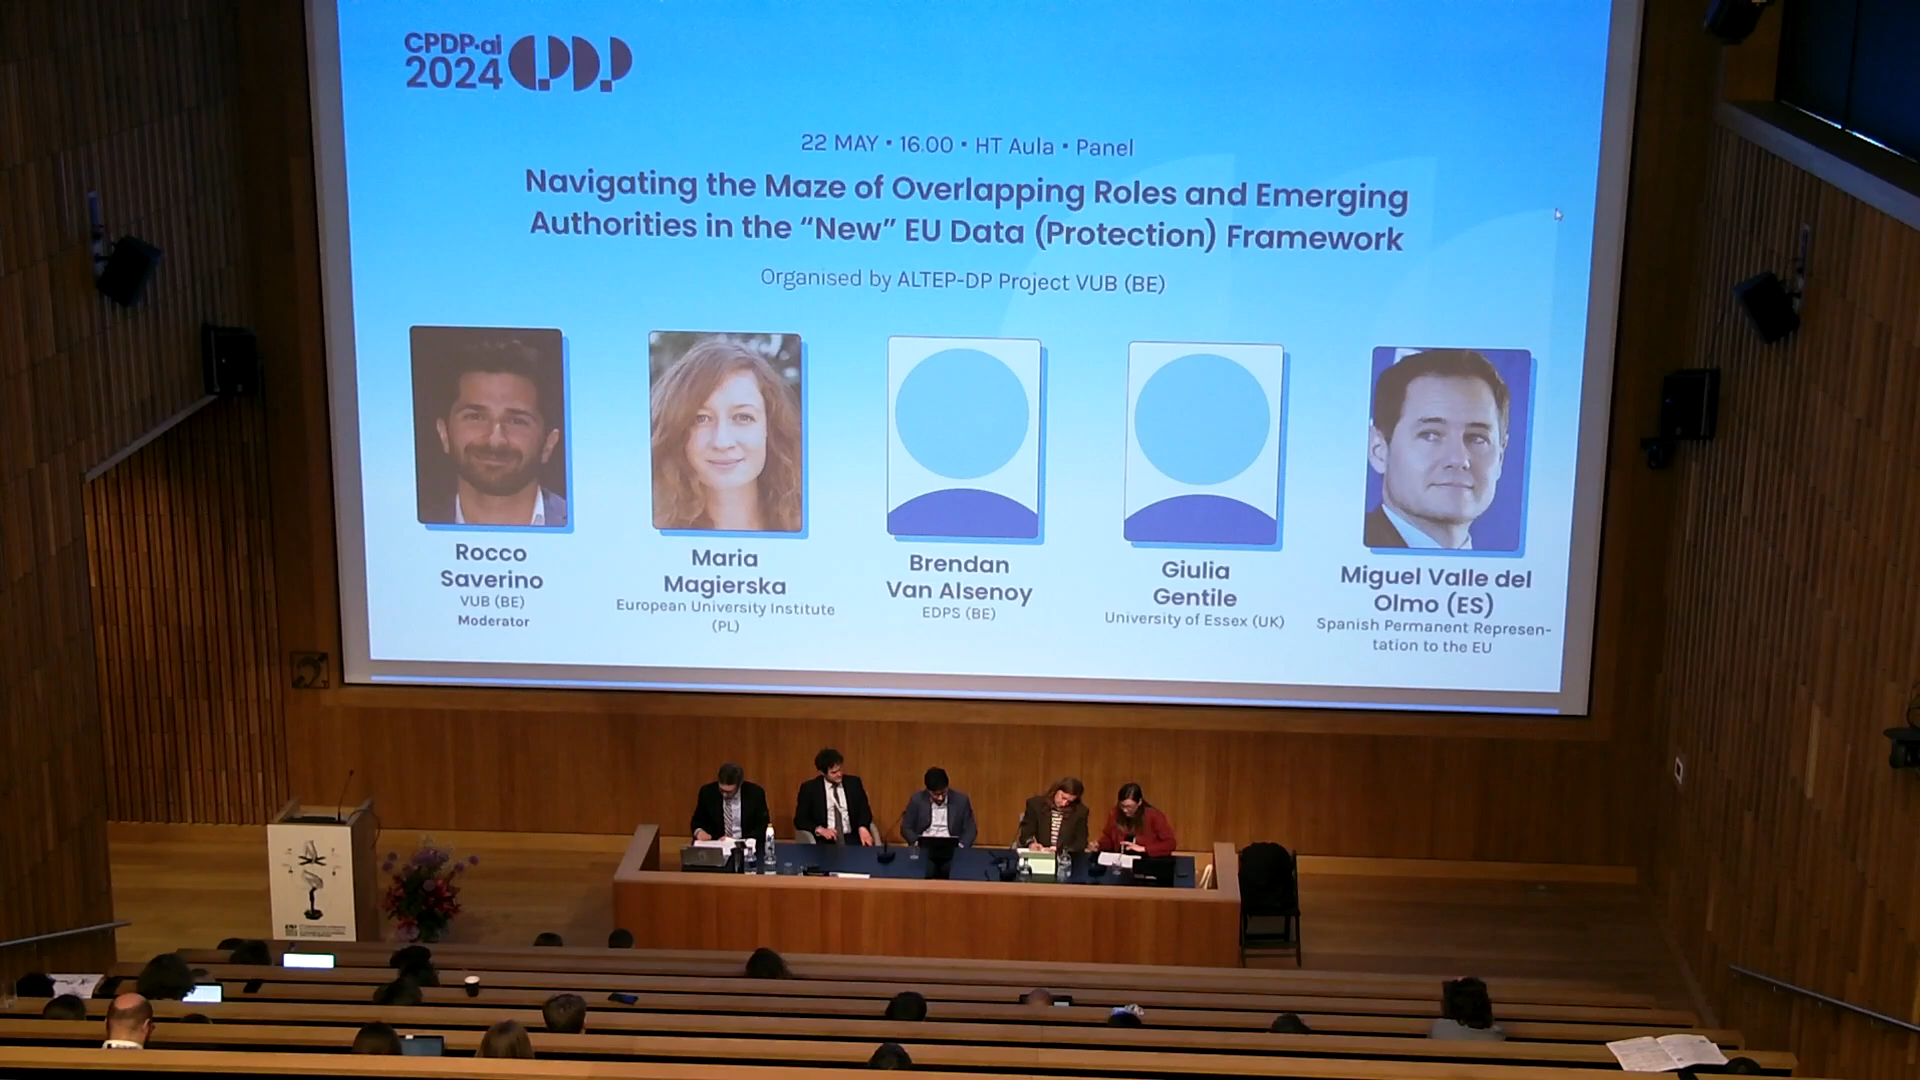 CPDP.ai
2024
22 MAY • 16.00 • HT Aula • Panel
Navigating the Maze of Overlapping Roles and Emerging
Authorities in the “New” EU Data (Protection) Framework
Organised by ALTEP-DP Project VUB (BE)
Rocco
Saverino
VUB (BE)
Moderator
Maria
Magierska
European University Institute
(PL)
Brendan
Van Alsenoy
EDPS (BE)
Giulia
Gentile
University of Essex (UK)
Miguel Valle del
Olmo (ES)
Spanish Permanent Represen-
tation to the EU